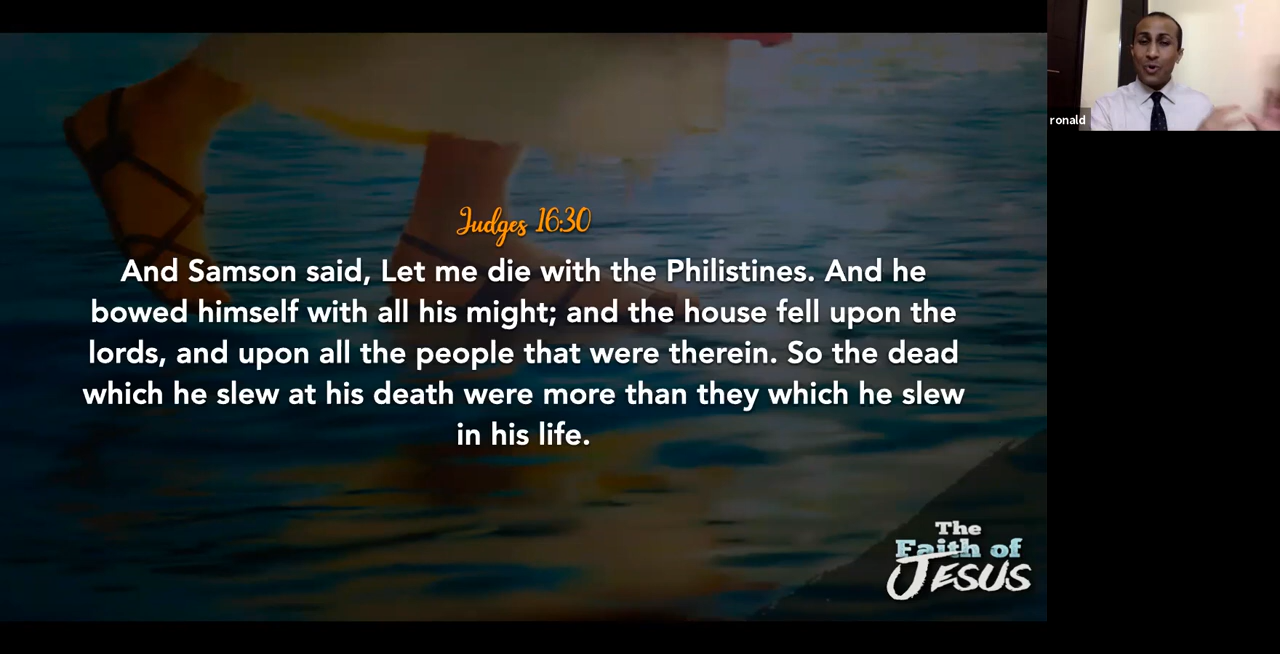 Judges 16:30
And Samson said, Let me die with the Philistines. And he
bowed himself with all his might; and the house fell upon the
lords, and upon all the people that were therein. So the dead
which he slew at his death were more than they which he slew
in his life.
The
Faith of
JESUS
ronald